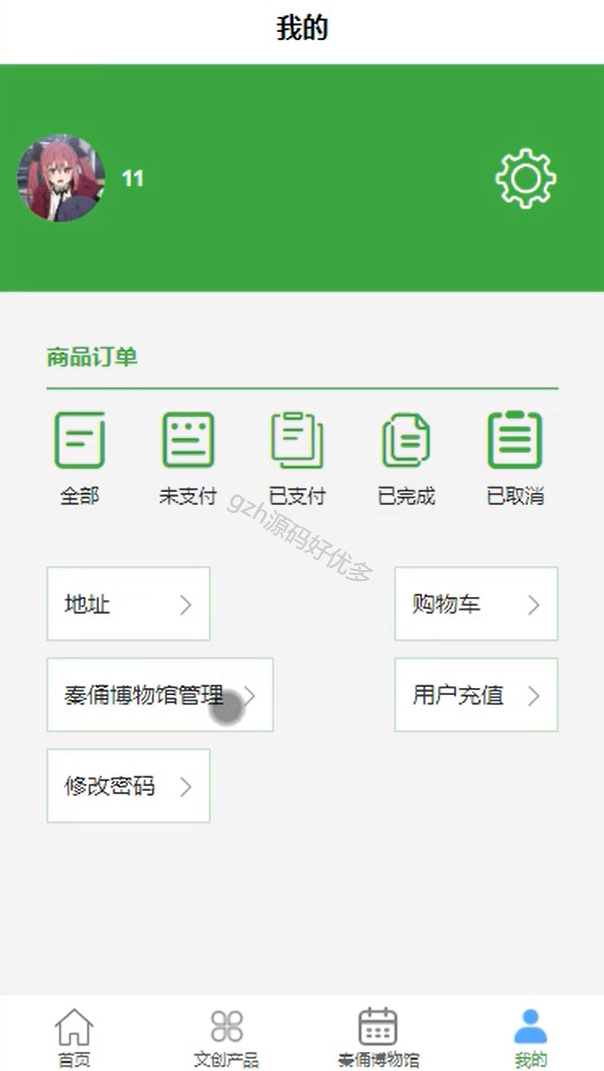 我的
11
商品订单
全部
未支付
已支付
已完成
已取消
gzh源码好优多
地址
购物车
秦俑博物馆管理
用户充值
修改密码
首页
文创产品
秦俑博物馆
我的